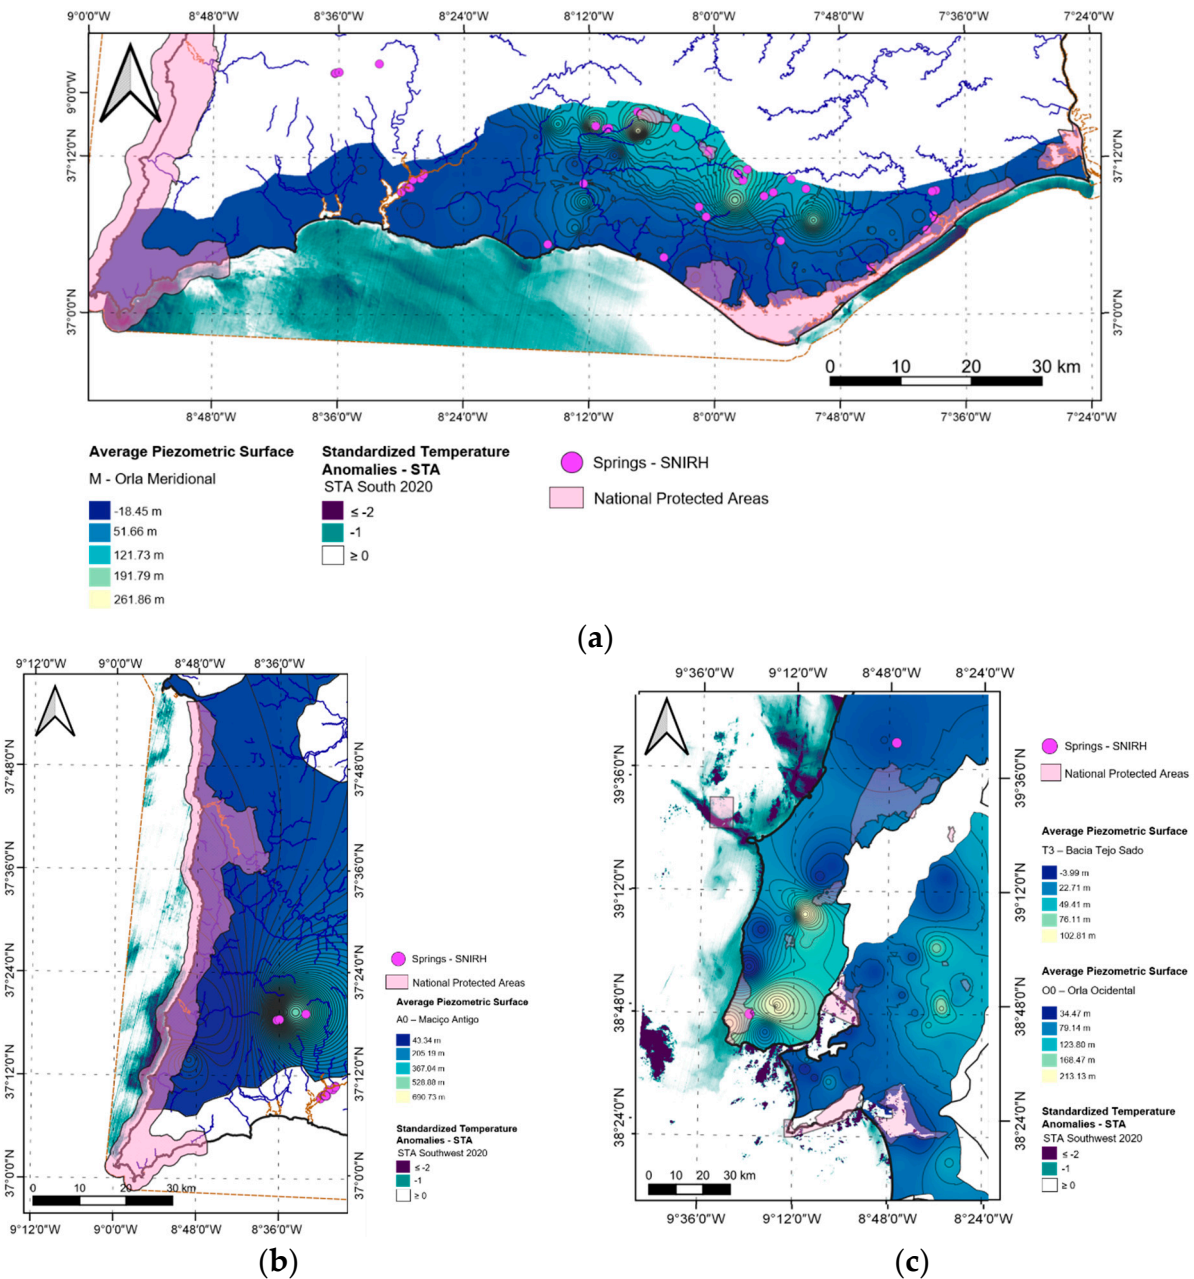 9°0'0"W 8°48'0"W 8°36'0"W 8°24'0"W 8°12'0"W 8°0'0"W 7°48'0"W 7°36'0"W 7°24'0"W
9°0'0"W
37°12'0"N 37°12'0"N
37°0'0"N 37°0'0"N
0 10 20 30 km
8°48'0"W 8°36'0"W 8°24'0"W 8°12'0"W 8°0'0"W 7°48'0"W 7°36'0"W 7°24'0"W
Average Piezometric Surface
M - Orla Meridional
-18.45 m
51.66 m
121.73 m
191.79 m
261.86 m
Standardized Temperature
Anomalies - STA
STA South 2020
≤ -2
-1
≥ 0
Springs - SNIRH
National Protected Areas
(a)
9°12'0"W 9°0'0"W 8°48'0"W 8°36'0"W
37°48'0"N 37°48'0"N
37°36'0"N 37°36'0"N
37°24'0"N 37°24'0"N
37°12'0"N 37°12'0"N
37°0'0"N 37°0'0"N
0 10 20 30 km
9°12'0"W 9°0'0"W 8°48'0"W 8°36'0"W
Springs - SNIRH
National Protected Areas
Average Piezometric Surface
A0 – Maciço Antigo
43.34 m
205.19 m
367.04 m
528.88 m
690.73 m
Standardized Temperature
Anomalies - STA
STA Southwest 2020
≤ -2
-1
≥ 0
(b)
9°36'0"W 9°12'0"W 8°48'0"W 8°24'0"W
39°36'0"N 39°36'0"N
39°12'0"N 39°12'0"N
38°48'0"N 38°48'0"N
38°24'0"N 38°24'0"N
0 10 20 30 km
9°36'0"W 9°12'0"W 8°48'0"W 8°24'0"W
Springs - SNIRH
National Protected Areas
Average Piezometric Surface
T3 – Bacia Tejo Sado
-3.99 m
22.71 m
49.41 m
76.11 m
102.81 m
Average Piezometric Surface
O0 – Orla Ocidental
34.47 m
79.14 m
123.80 m
168.47 m
213.13 m
Standardized Temperature
Anomalies - STA
STA Southwest 2020
≤ -2
-1
≥ 0
(c)